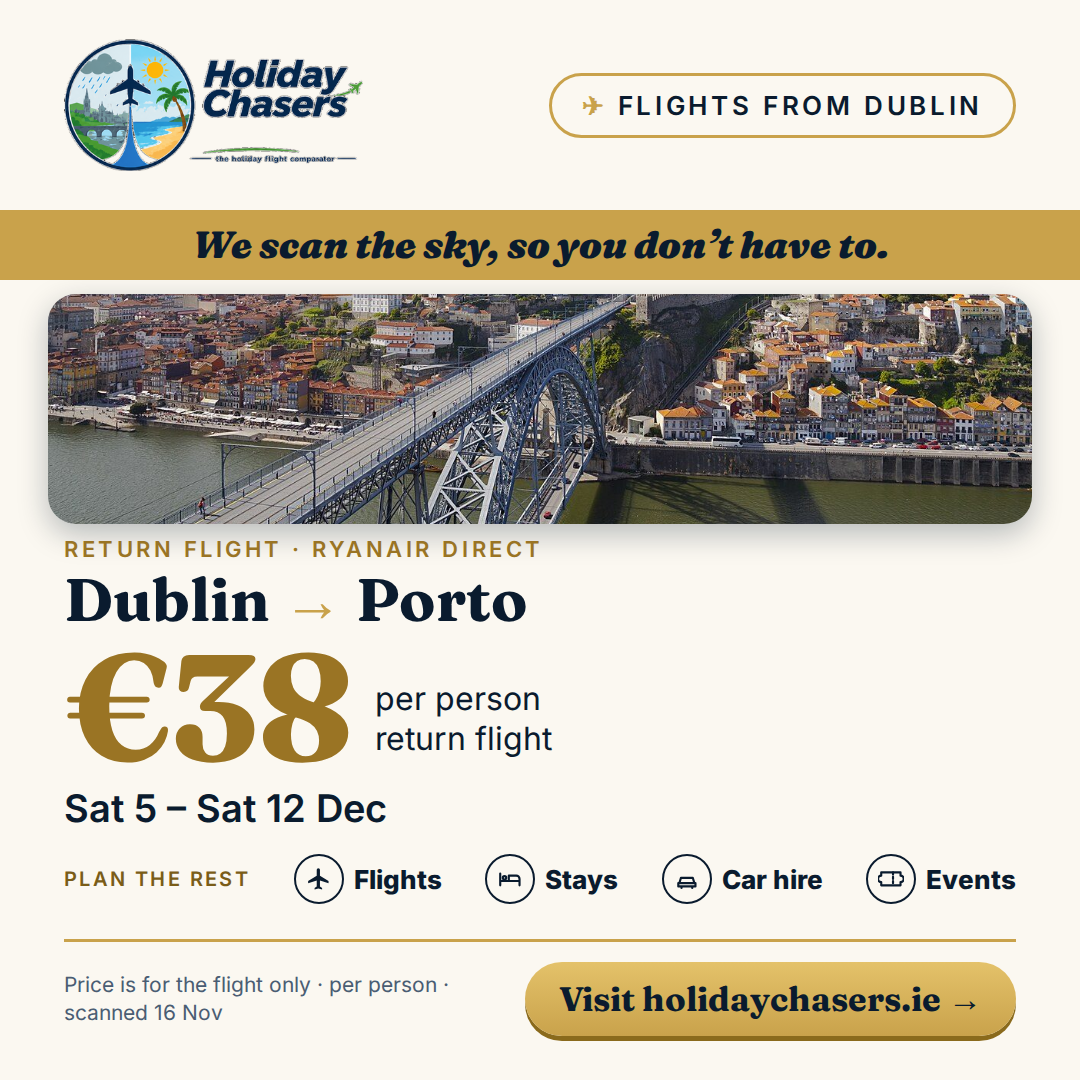 Holiday
Chasers
the holiday flight comparator
✈ FLIGHTS FROM DUBLIN
We scan the sky, so you don’t have to.
RETURN FLIGHT · RYANAIR DIRECT
Dublin → Porto
€38
per person
return flight
Sat 5 – Sat 12 Dec
PLAN THE REST Flights Stays Car hire Events
Price is for the flight only · per person ·
scanned 16 Nov
Visit holidaychasers.ie →